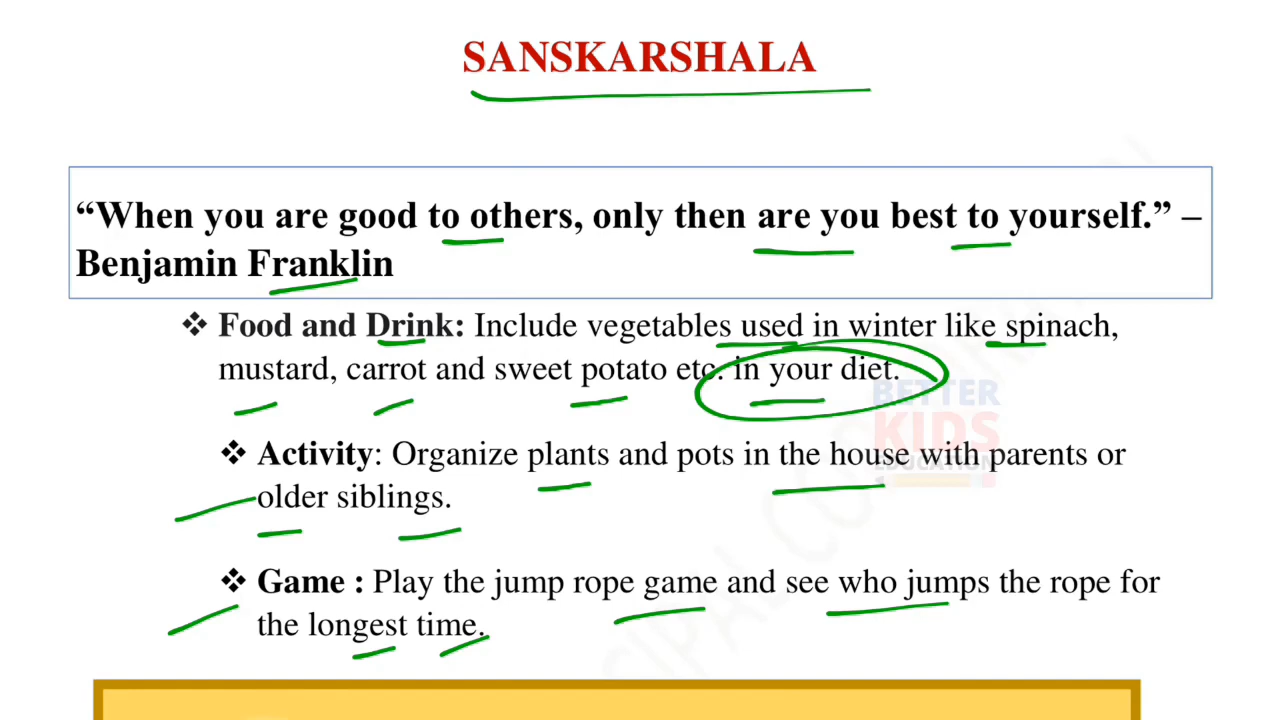 SANSKARSHALA
“When you are good to others, only then are you best to yourself.” –
Benjamin Franklin
❖ Food and Drink: Include vegetables used in winter like spinach,
mustard, carrot and sweet potato etc. in your diet.
BETTER
KIDS
EDUCATION
❖ Activity: Organize plants and pots in the house with parents or
older siblings.
❖ Game : Play the jump rope game and see who jumps the rope for
the longest time.